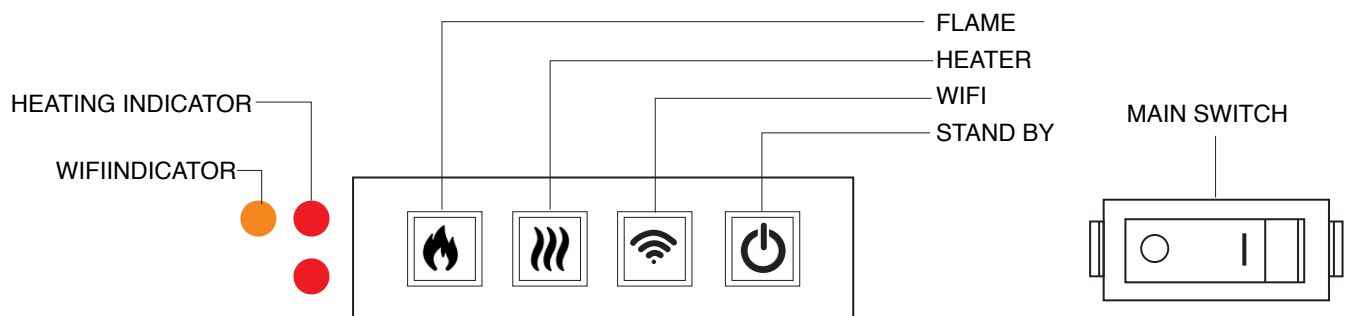 FLAME
HEATER
WIFI
STAND BY
HEATING INDICATOR
WIFIINDICATOR
MAIN SWITCH